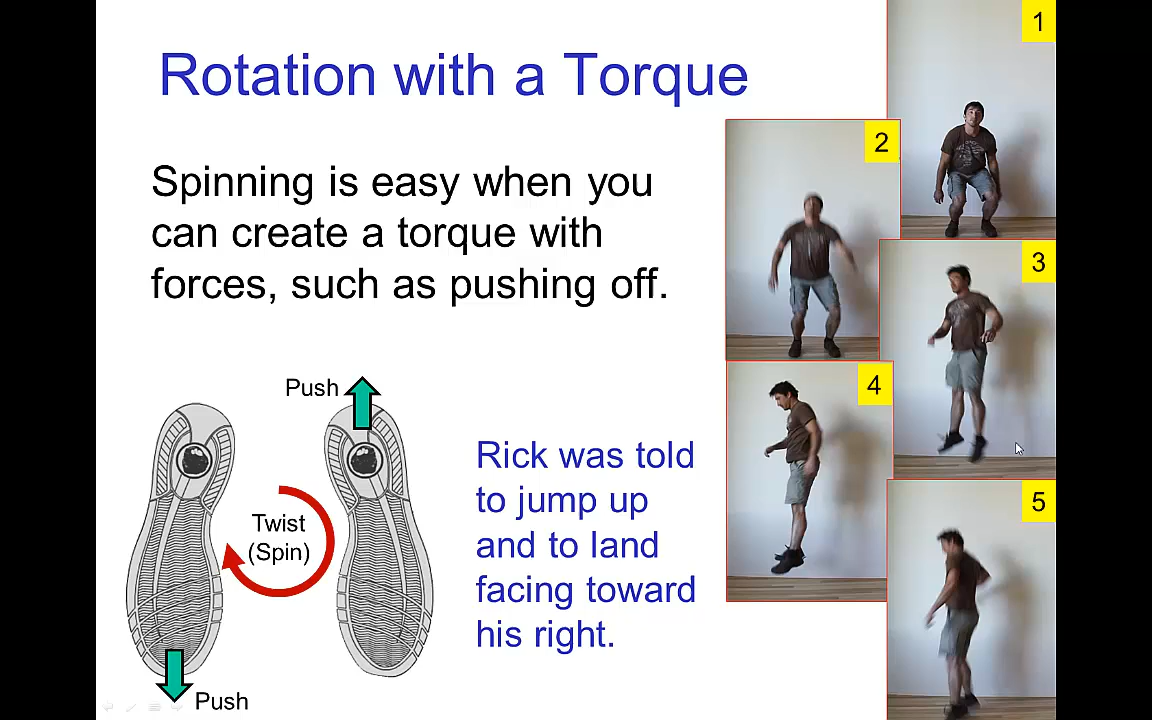 Rotation with a Torque
Spinning is easy when you
can create a torque with
forces, such as pushing off.
Push
Twist
(Spin)
Push
Rick was told
to jump up
and to land
facing toward
his right.
1
2
3
4
5